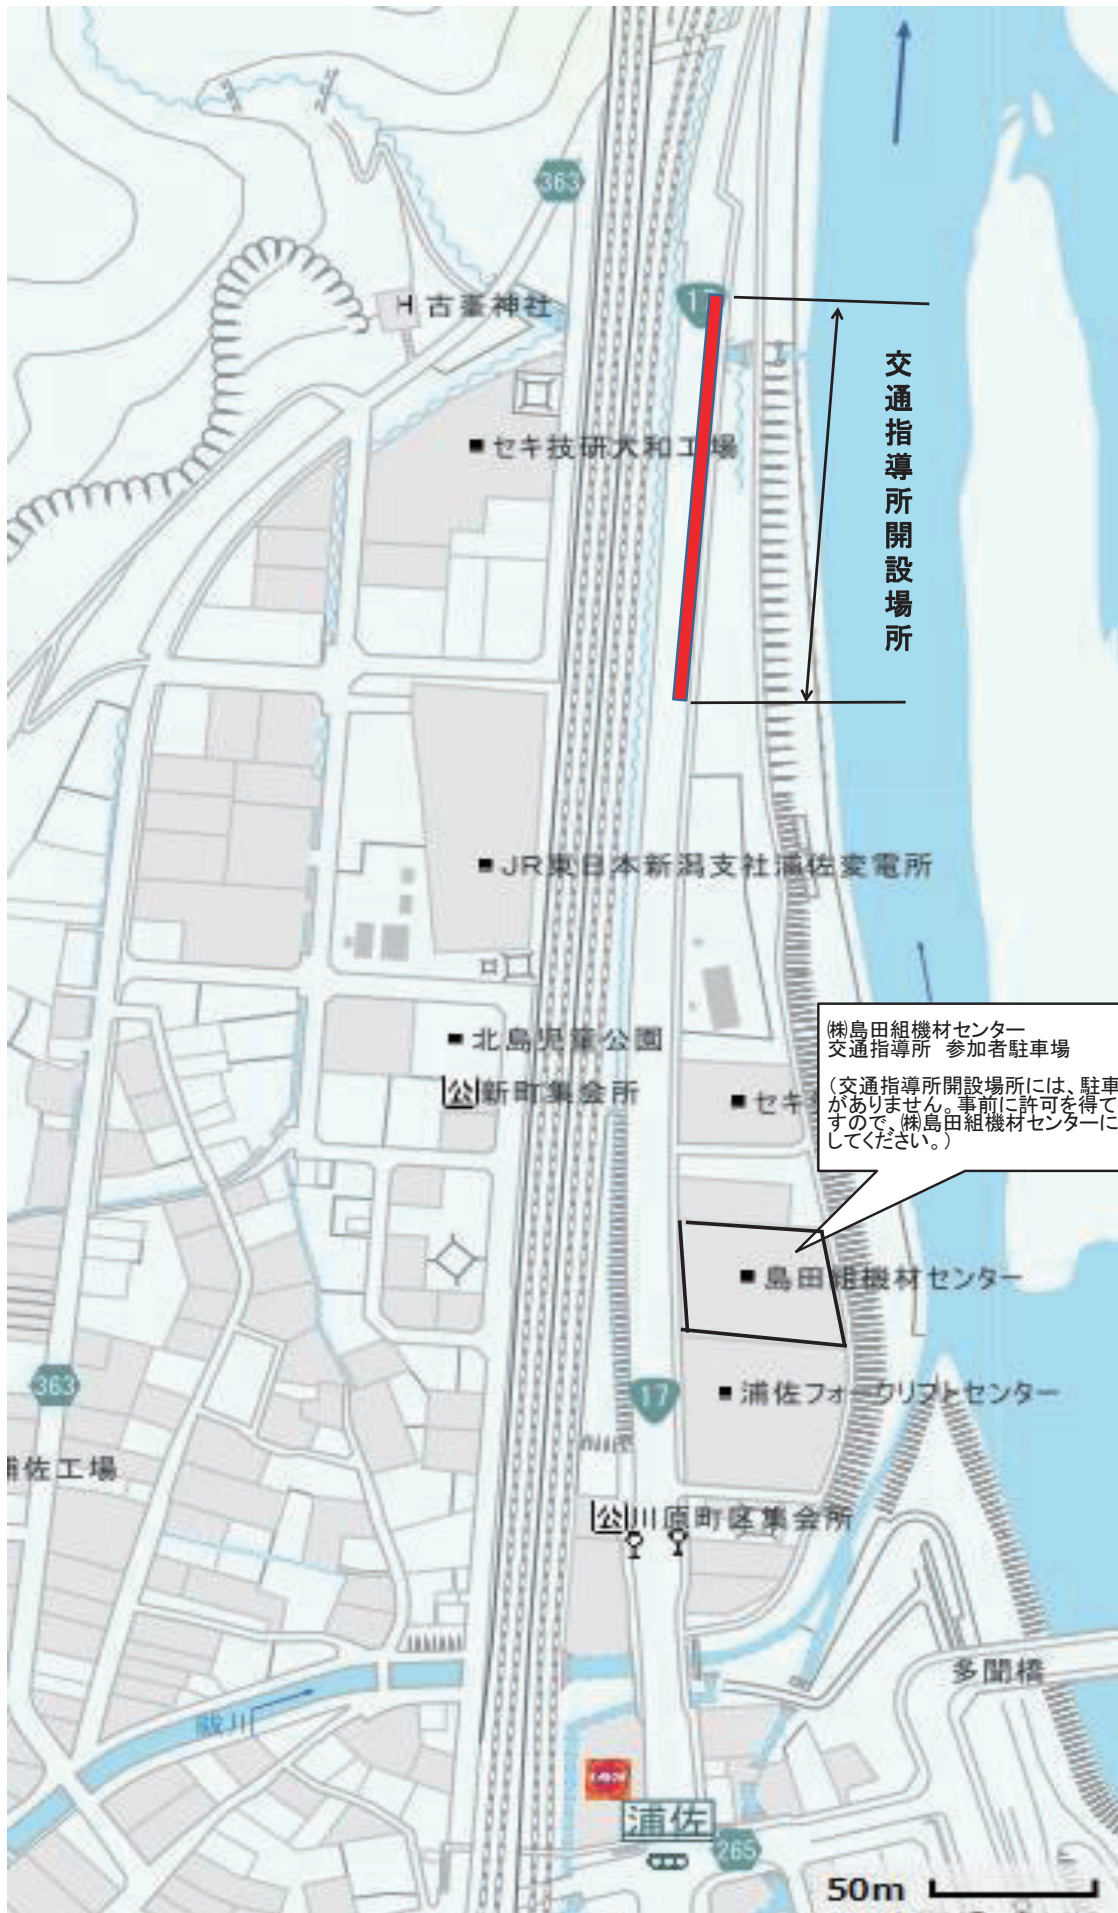 363
古峯神社
17
交通指導所開設場所
セキ技研大和工場
JR東日本新潟支社浦佐変電所
㈱島田組機材センター
交通指導所 参加者駐車場
(交通指導所開設場所には、駐車
がありません。事前に許可を得て
すので、㈱島田組機材センターに
してください。)
北島児童公園
公 新町集会所
セキ
島田組機材センター
363
17
浦佐フォークリフトセンター
佐工場
公 川原町区集会所
多聞橋
浦佐
265
50m